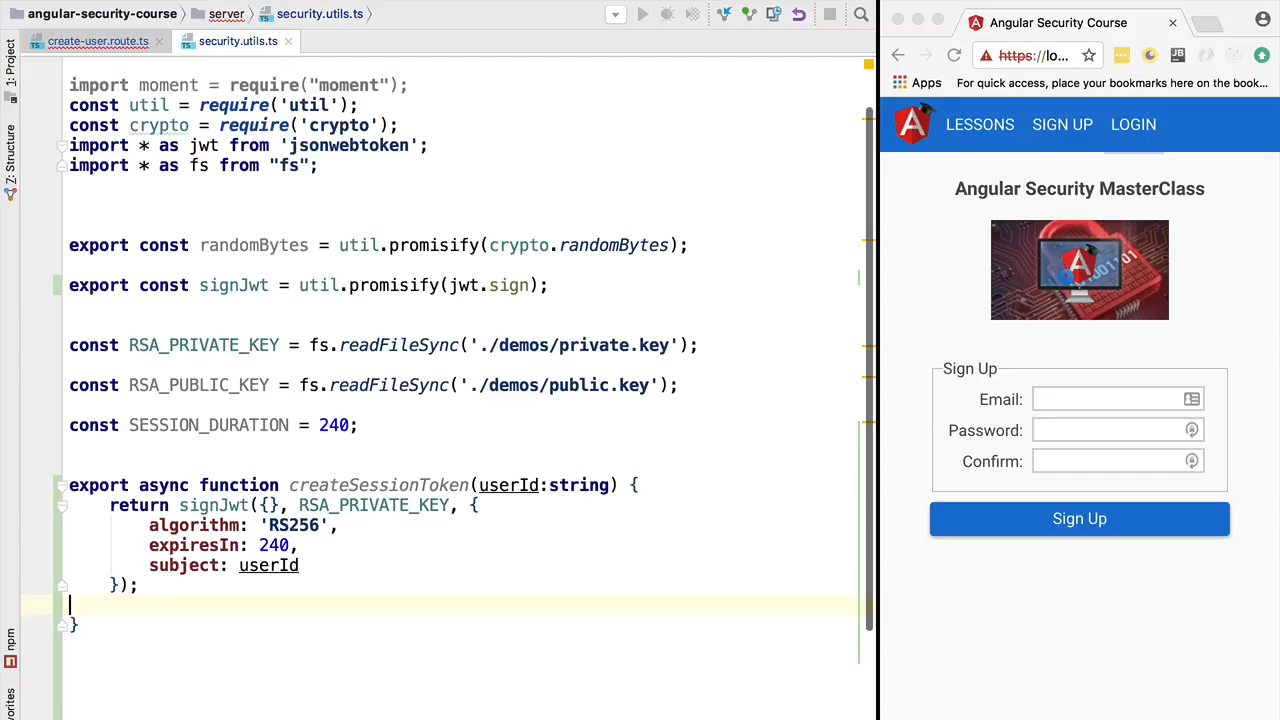 angular-security-course
server
security.utils.ts
create-user.route.ts
security.utils.ts
1: Project
Z: Structure
npm
import moment = require("moment");
const util = require('util');
const crypto = require('crypto');
import * as jwt from 'jsonwebtoken';
import * as fs from "fs";
export const randomBytes = util.promisify(crypto.randomBytes);
export const signJwt = util.promisify(jwt.sign);
const RSA_PRIVATE_KEY = fs.readFileSync('./demos/private.key');
const RSA_PUBLIC_KEY = fs.readFileSync('./demos/public.key');
const SESSION_DURATION = 240;
export async function createSessionToken(userId:string) {
return signJwt({}, RSA_PRIVATE_KEY, {
algorithm: 'RS256',
expiresIn: 240,
subject: userId
});
}
Angular Security Course
https://lo...
Apps For quick access, place your bookmarks here on the book...
LESSONS SIGN UP LOGIN
Angular Security MasterClass
Sign Up
Email:
Password:
Confirm:
Sign Up